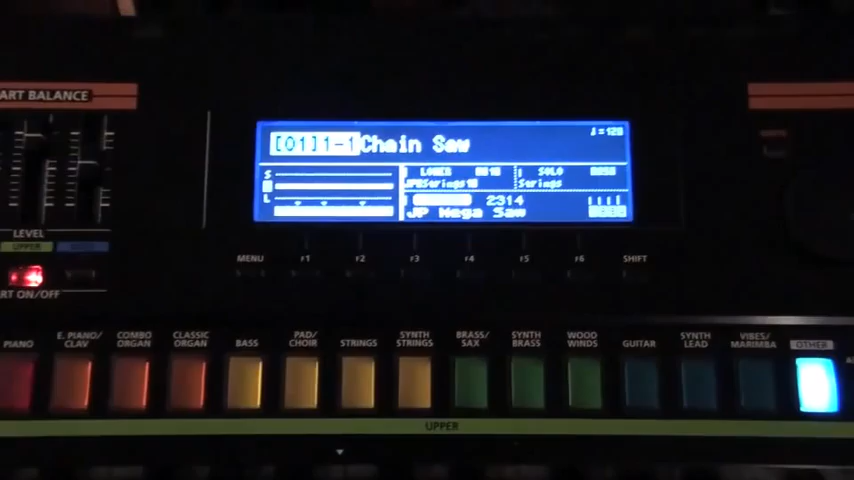 ART BALANCE
♩=120
[01]1-1 Chain Saw
S
LOWER
SOLO
JP8Strings1
Strings
L
2314
JP Mega Saw
LEVEL
UPPER
MENU
F1
F2
F3
F4
F5
F6
SHIFT
RT ON/OFF
PIANO
E. PIANO/
CLAV
COMBO
ORGAN
CLASSIC
ORGAN
BASS
PAD/
CHOIR
STRINGS
SYNTH
STRINGS
BRASS/
SAX
SYNTH
BRASS
WOOD
WINDS
GUITAR
SYNTH
LEAD
VIBES/
MARIMBA
OTHER
UPPER